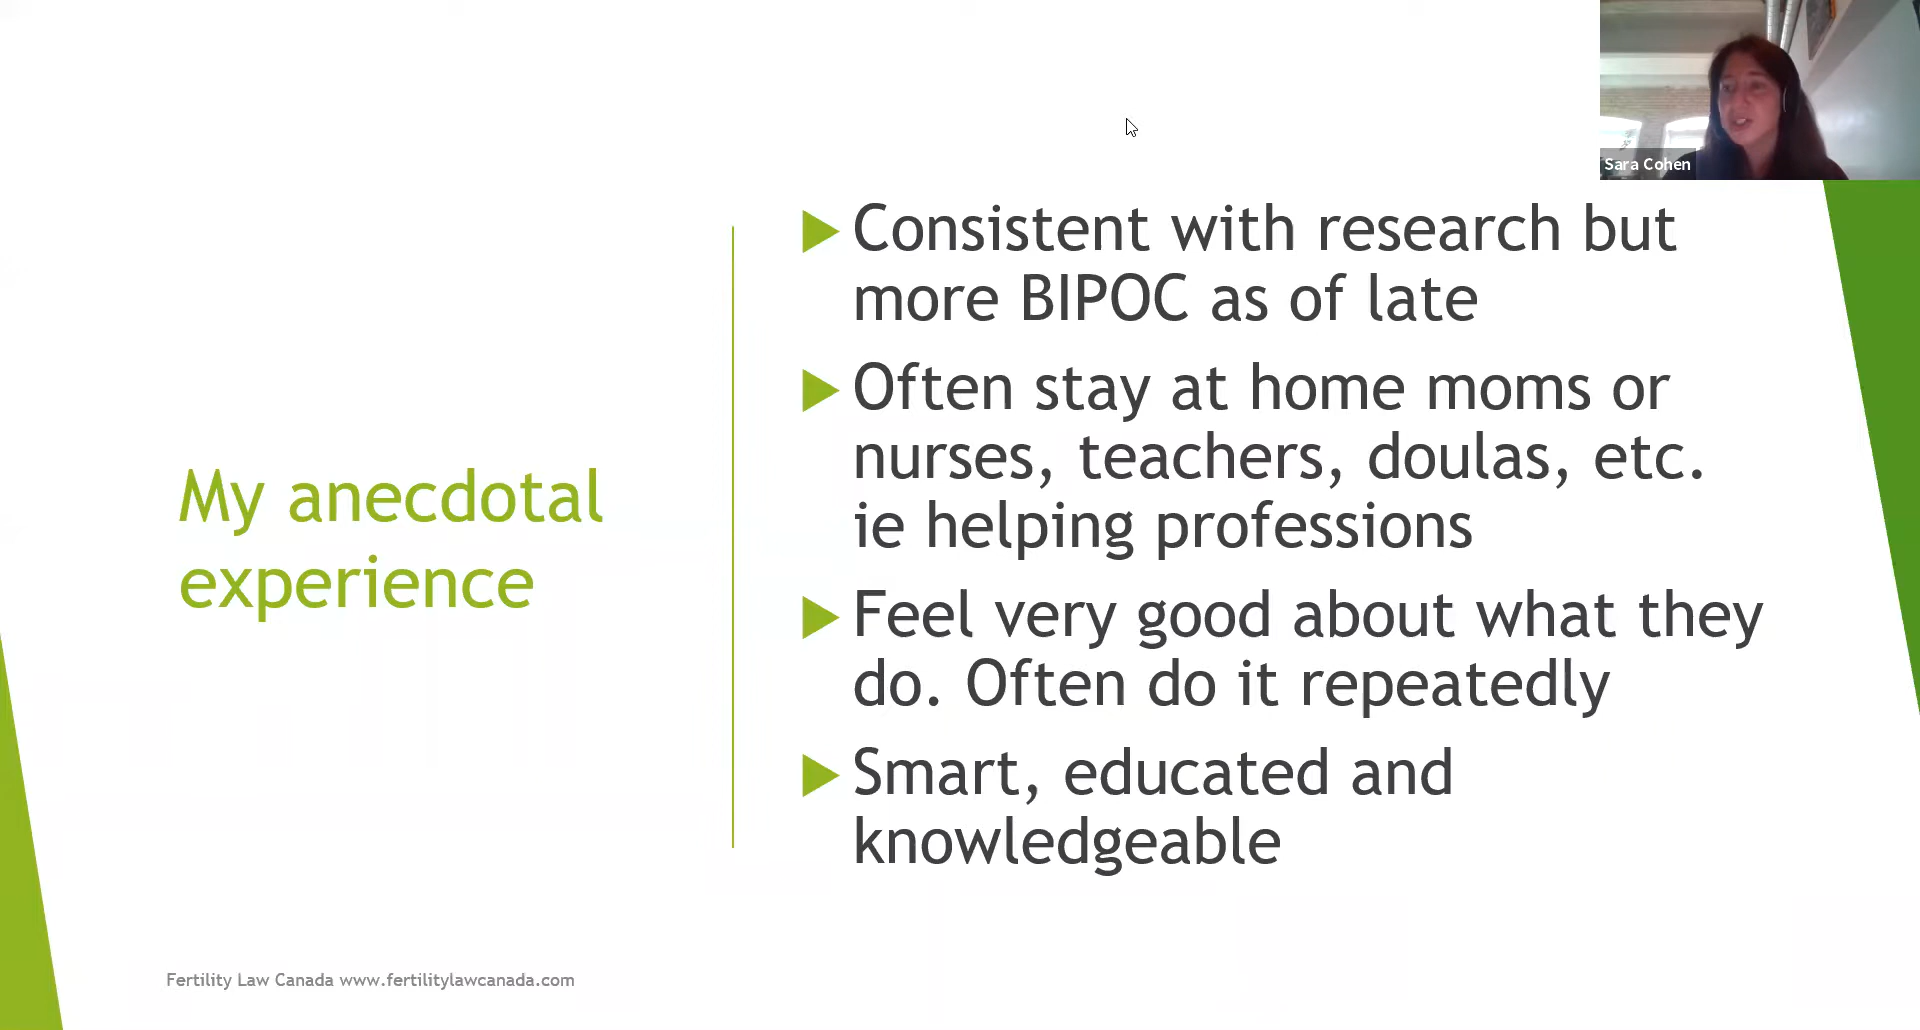 Sara Cohen
My anecdotal
experience
Consistent with research but
more BIPOC as of late
Often stay at home moms or
nurses, teachers, doulas, etc.
ie helping professions
Feel very good about what they
do. Often do it repeatedly
Smart, educated and
knowledgeable
Fertility Law Canada www.fertilitylawcanada.com